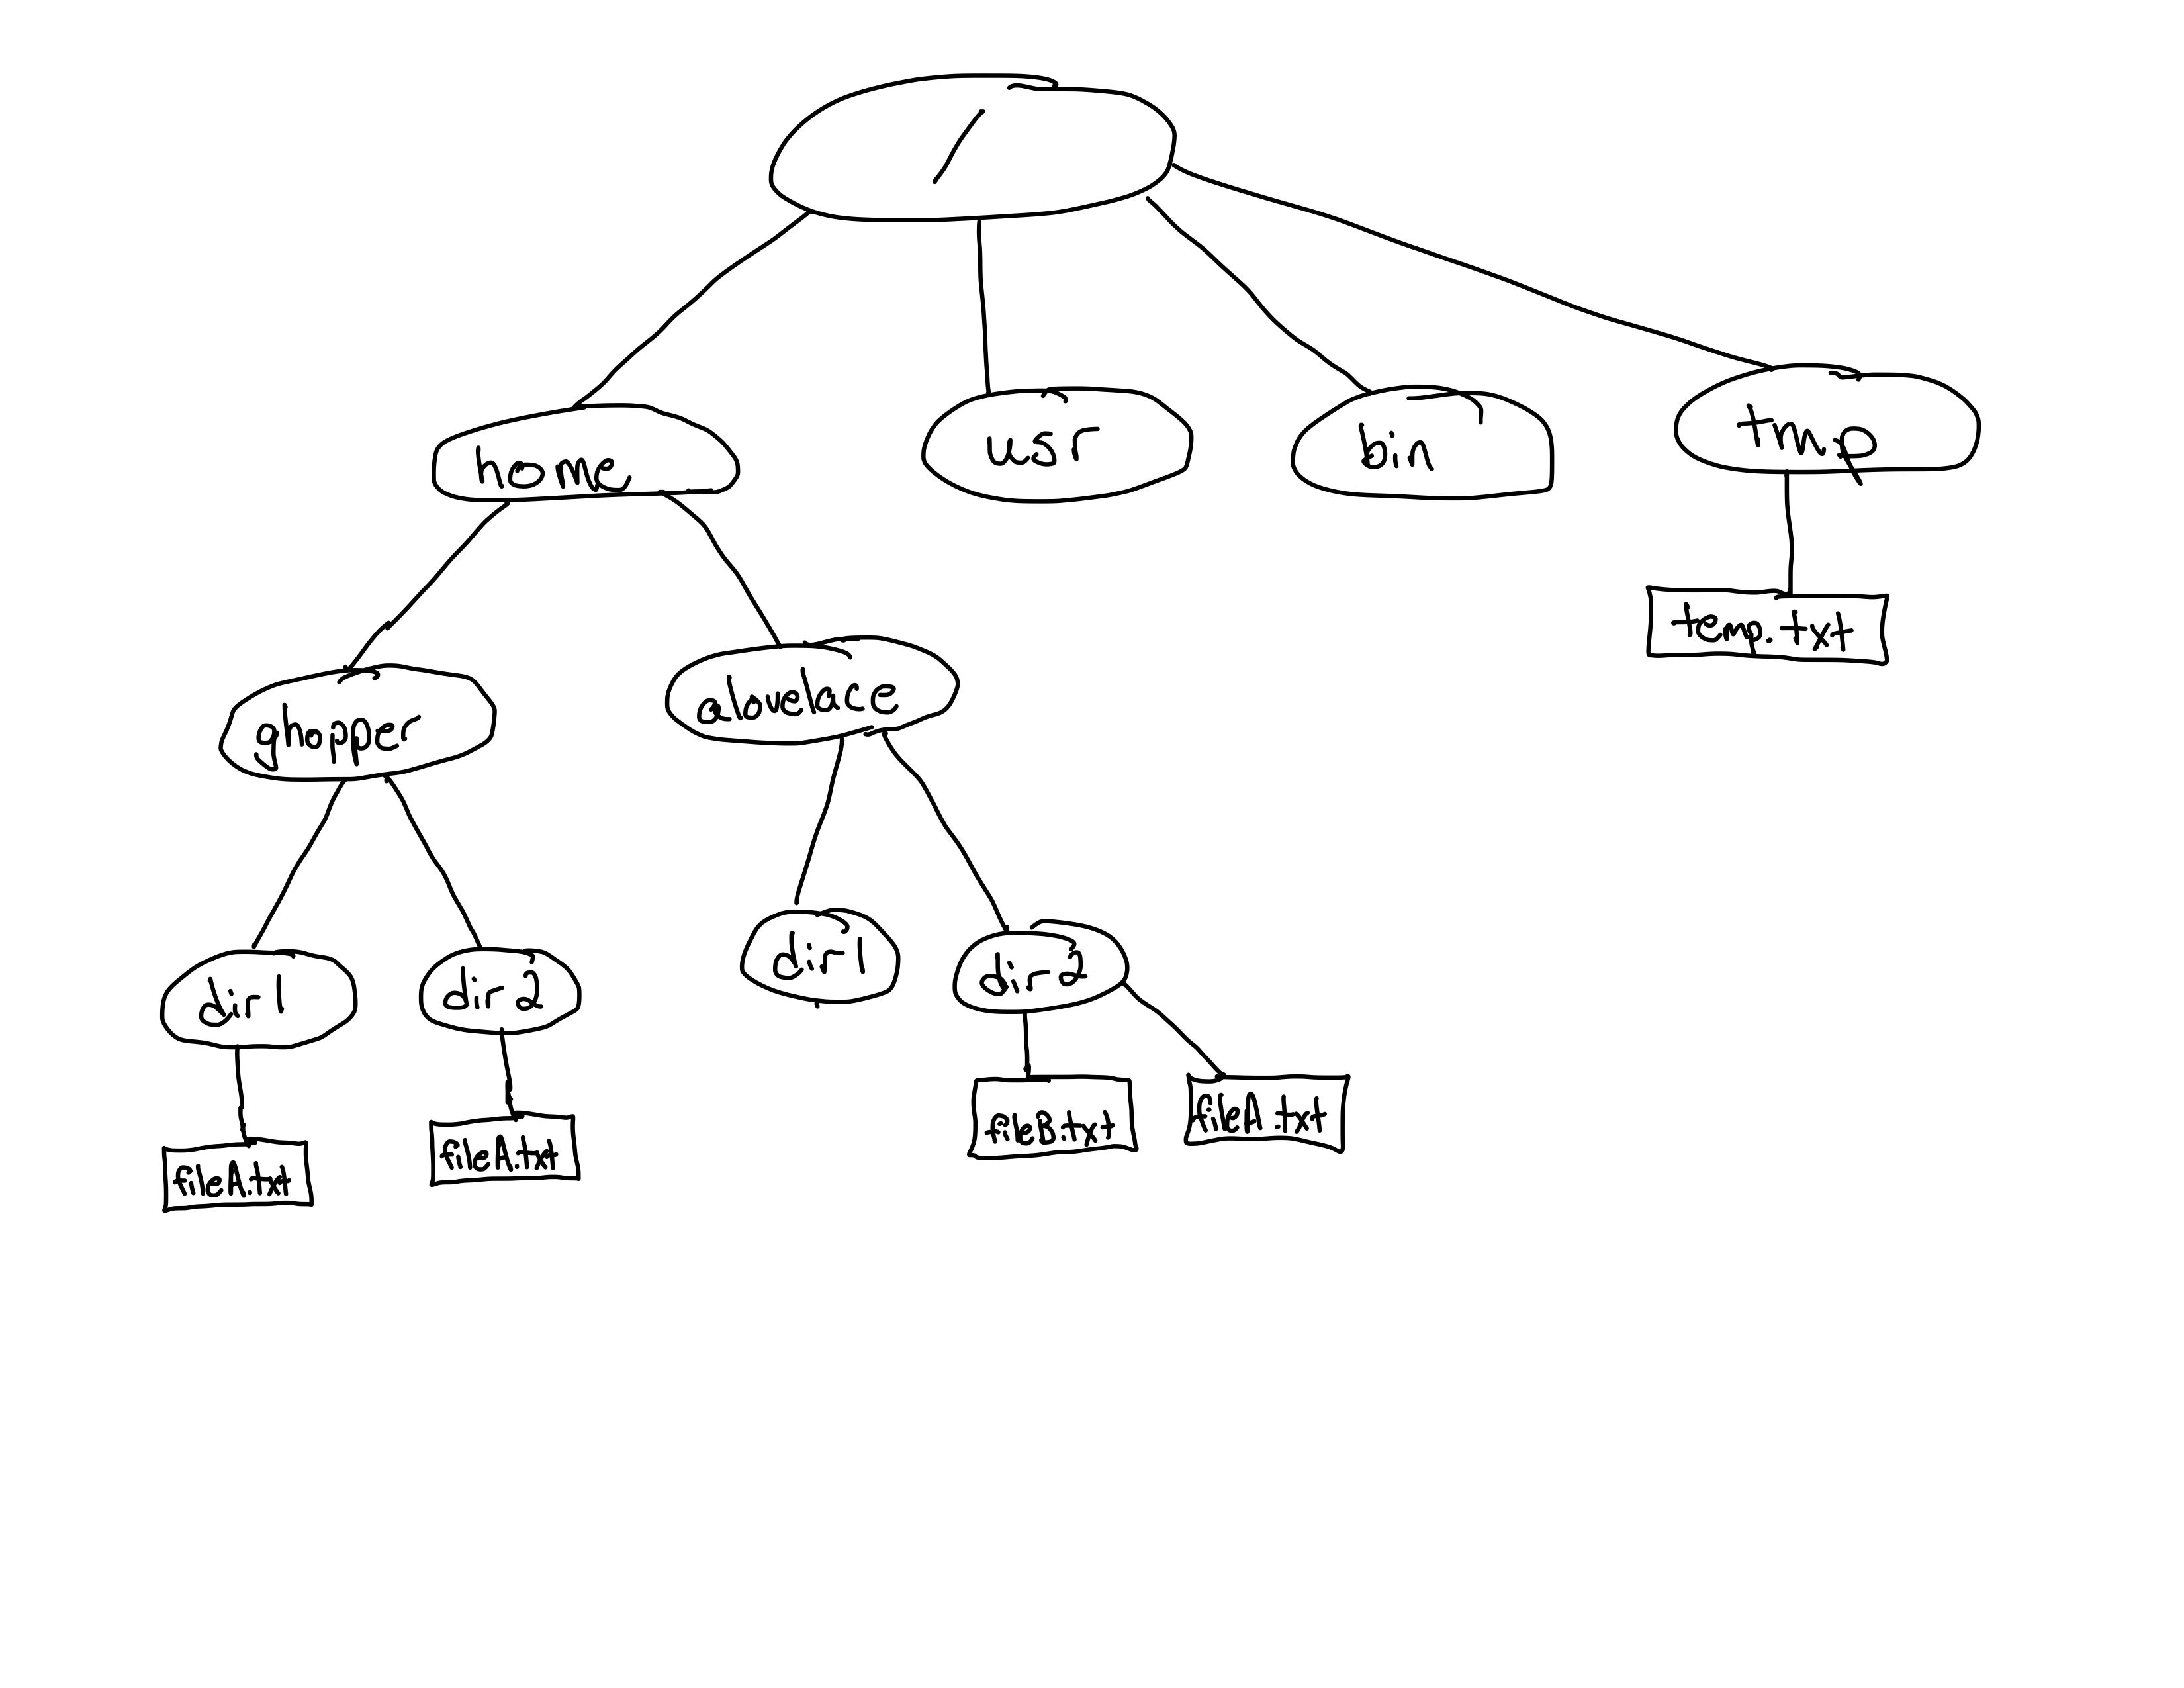 /
home
usr
bin
tmp
temp.txt
ghopper
alovelace
dir1
dir2
dir1
dir2
fileA.txt
fileA.txt
fileB.txt
fileA.txt